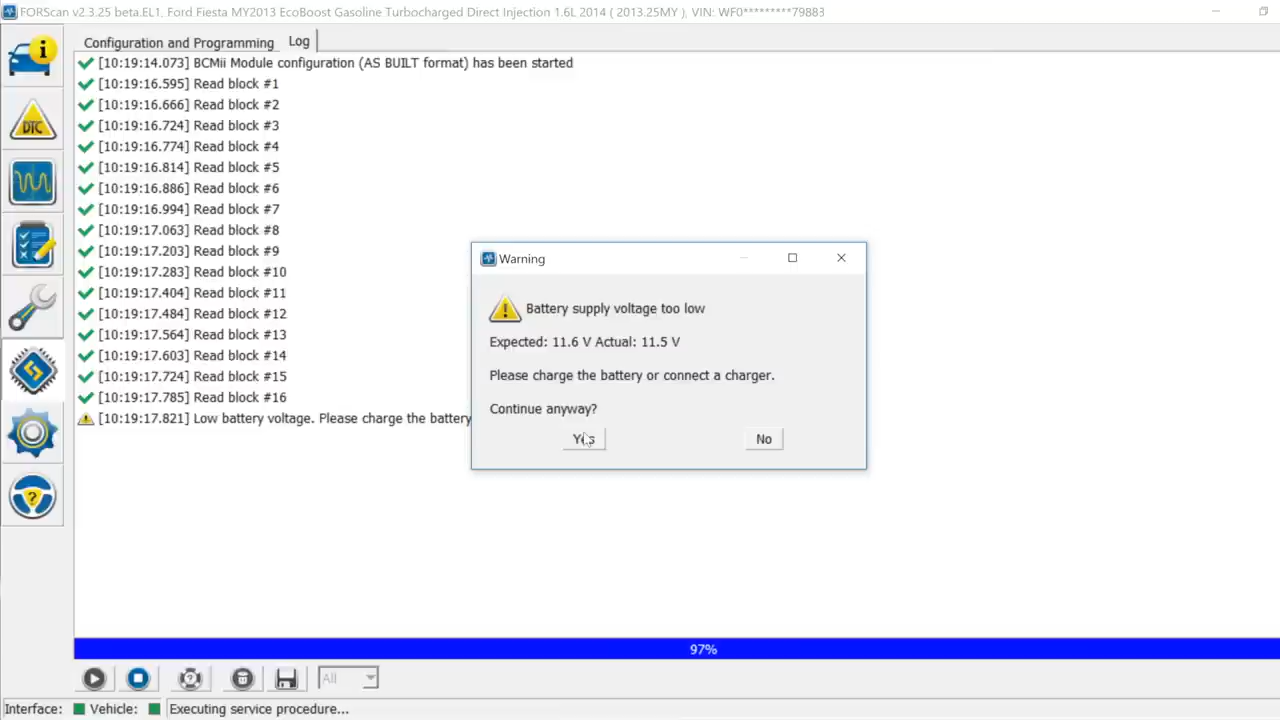 FORScan v2.3.25 beta.EL1, Ford Fiesta MY2013 EcoBoost Gasoline Turbocharged Direct Injection 1.6L 2014 ( 2013.25MY ), VIN: WF0*********79883
Configuration and Programming Log
[10:19:14.073] BCMii Module configuration (AS BUILT format) has been started
[10:19:16.595] Read block #1
[10:19:16.666] Read block #2
[10:19:16.724] Read block #3
[10:19:16.774] Read block #4
[10:19:16.814] Read block #5
[10:19:16.886] Read block #6
[10:19:16.994] Read block #7
[10:19:17.063] Read block #8
[10:19:17.203] Read block #9
[10:19:17.283] Read block #10
[10:19:17.404] Read block #11
[10:19:17.484] Read block #12
[10:19:17.564] Read block #13
[10:19:17.603] Read block #14
[10:19:17.724] Read block #15
[10:19:17.785] Read block #16
[10:19:17.821] Low battery voltage. Please charge the battery
DTC
Warning
Battery supply voltage too low
Expected: 11.6 V Actual: 11.5 V
Please charge the battery or connect a charger.
Continue anyway?
Yes No
97%
All
Interface: Vehicle: Executing service procedure...